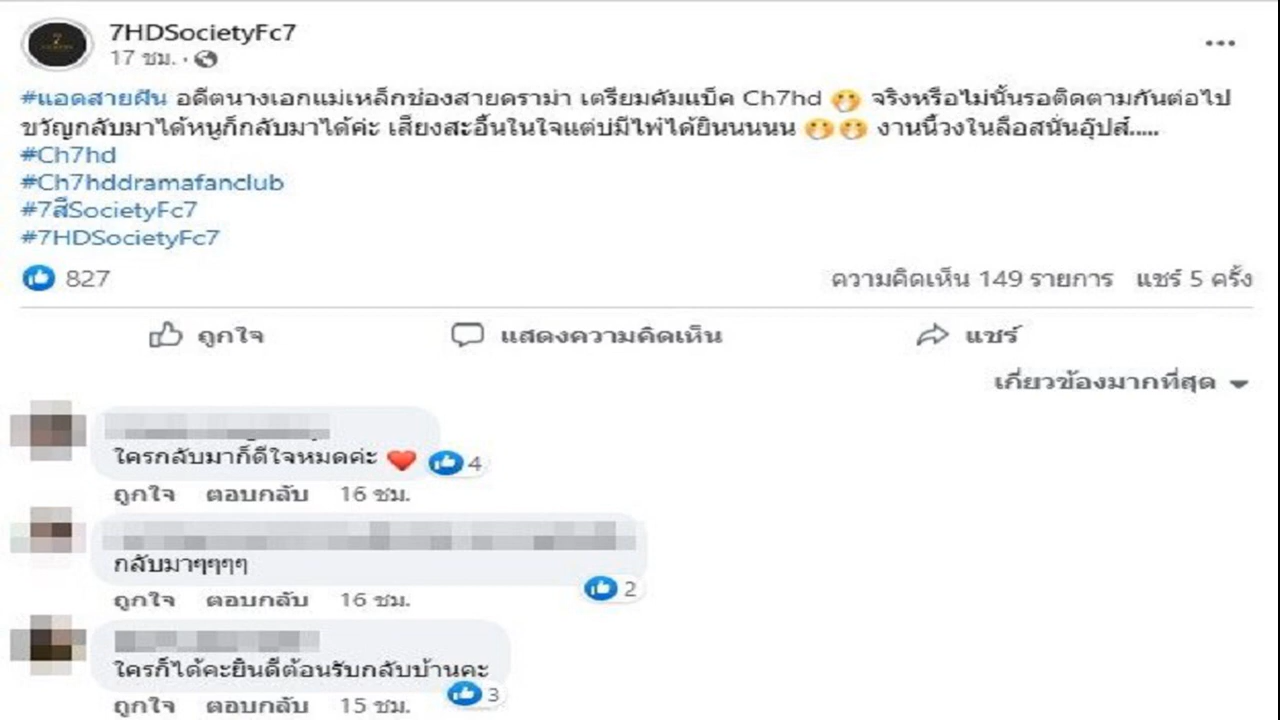 7HDSocietyFc7
17 ชม. ·
#แอดสายฝัน อดีตนางเอกแม่เหล็กช่องสายดราม่า เตรียมคัมแบ็ค Ch7hd 🤭 จริงหรือไม่นั้นรอติดตามกันต่อไป
ขวัญกลับมาได้หนูก็กลับมาได้ค่ะ เสียงสะอื้นในใจแต่บ่มีไผ่ได้ยินนนนน 🤭🤭 งานนี้วงในล็อสนั่นอุ๊ปส์.....
#Ch7hd
#Ch7hddramafanclub
#7สีSocietyFc7
#7HDSocietyFc7
827 ความคิดเห็น 149 รายการ แชร์ 5 ครั้ง
ถูกใจ แสดงความคิดเห็น แชร์
เกี่ยวข้องมากที่สุด
ใครกลับมาก็ดีใจหมดค่ะ ❤️ 4
ถูกใจ ตอบกลับ 16 ชม.
กลับมาๆๆๆๆ
2
ถูกใจ ตอบกลับ 16 ชม.
ใครก็ได้คะยินดีต้อนรับกลับบ้านคะ
3
ถูกใจ ตอบกลับ 15 ชม.